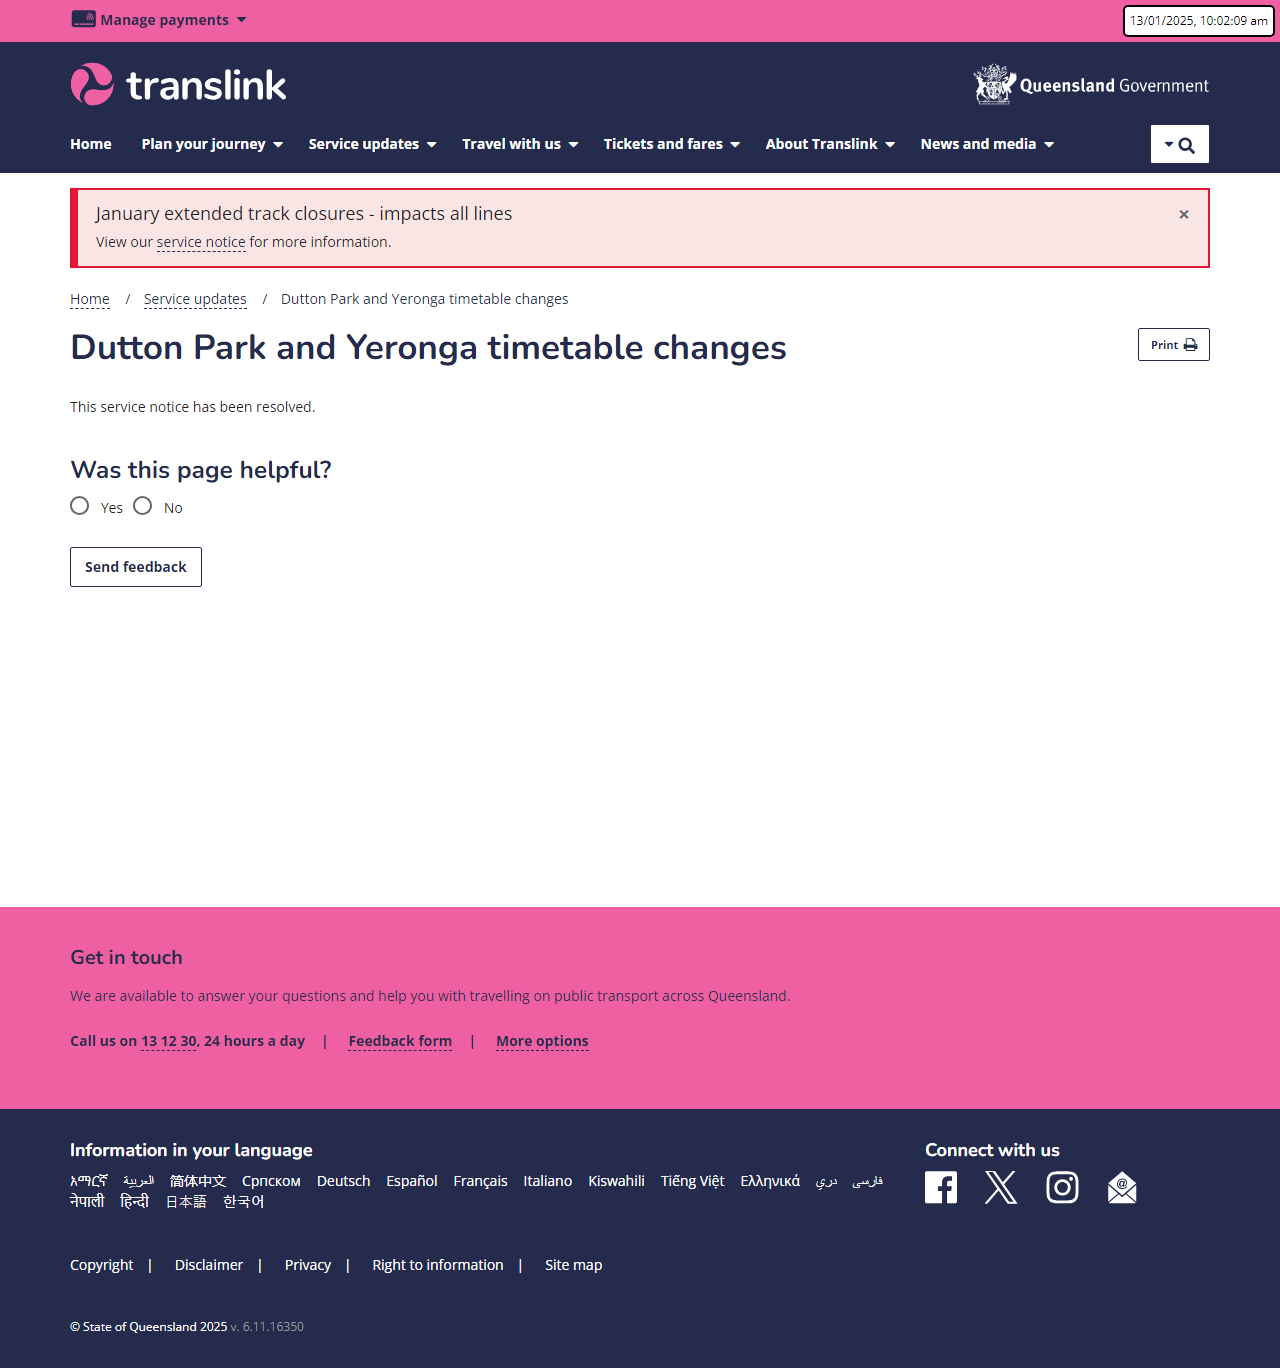 Manage payments
13/01/2025, 10:02:09 am
translink
Queensland Government
Home Plan your journey Service updates Travel with us Tickets and fares About Translink News and media
January extended track closures - impacts all lines
×
View our service notice for more information.
Home / Service updates / Dutton Park and Yeronga timetable changes
Dutton Park and Yeronga timetable changes
Print
This service notice has been resolved.
Was this page helpful?
Yes No
Send feedback
Get in touch
We are available to answer your questions and help you with travelling on public transport across Queensland.
Call us on 13 12 30, 24 hours a day | Feedback form | More options
Information in your language
አማርኛ العربية 简体中文 Српском Deutsch Español Français Italiano Kiswahili Tiếng Việt Ελληνικά دري فارسی
नेपाली हिन्दी 日本語 한국어
Connect with us
Copyright | Disclaimer | Privacy | Right to information | Site map
© State of Queensland 2025 v. 6.11.16350